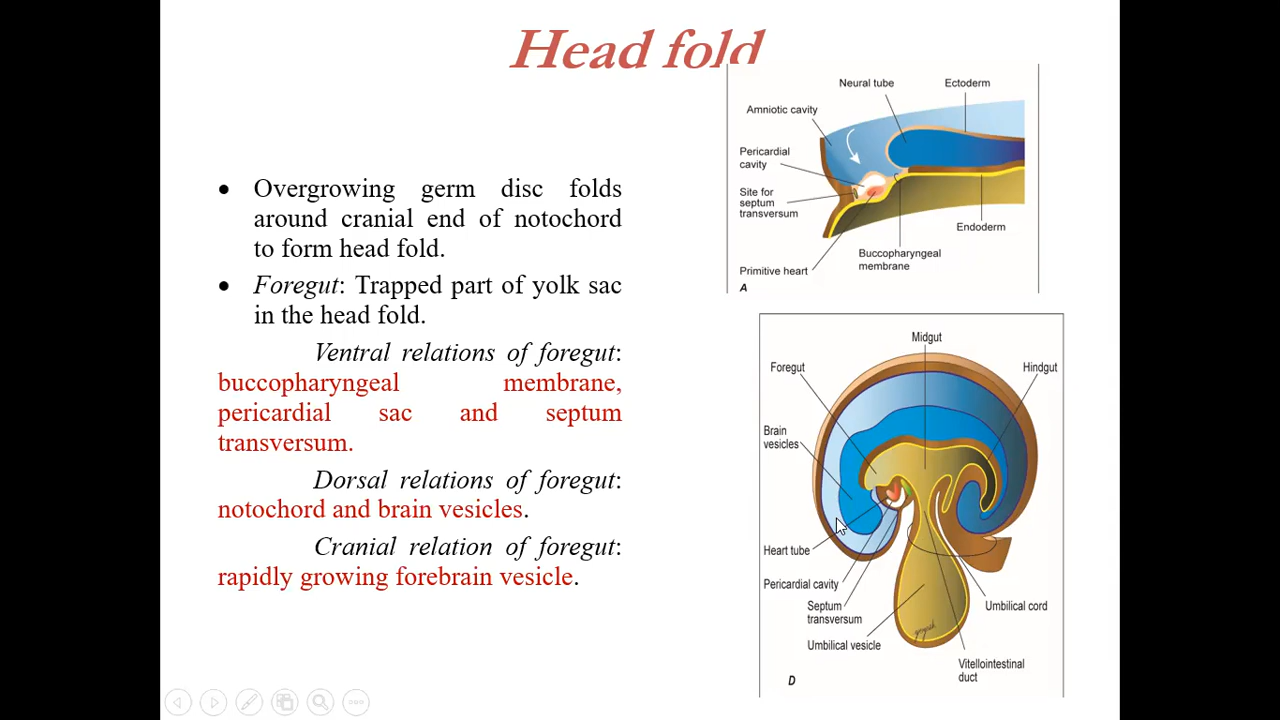 Head fold
• Overgrowing germ disc folds
around cranial end of notochord
to form head fold.
• Foregut: Trapped part of yolk sac
in the head fold.
Ventral relations of foregut:
buccopharyngeal membrane,
pericardial sac and septum
transversum.
Dorsal relations of foregut:
notochord and brain vesicles.
Cranial relation of foregut:
rapidly growing forebrain vesicle.
Neural tube
Ectoderm
Amniotic cavity
Pericardial
cavity
Site for
septum
transversum
Endoderm
Buccopharyngeal
membrane
Primitive heart
A
Midgut
Foregut
Hindgut
Brain
vesicles
Heart tube
Pericardial cavity
Septum
transversum
Umbilical cord
Umbilical vesicle
Vitellointestinal
duct
D